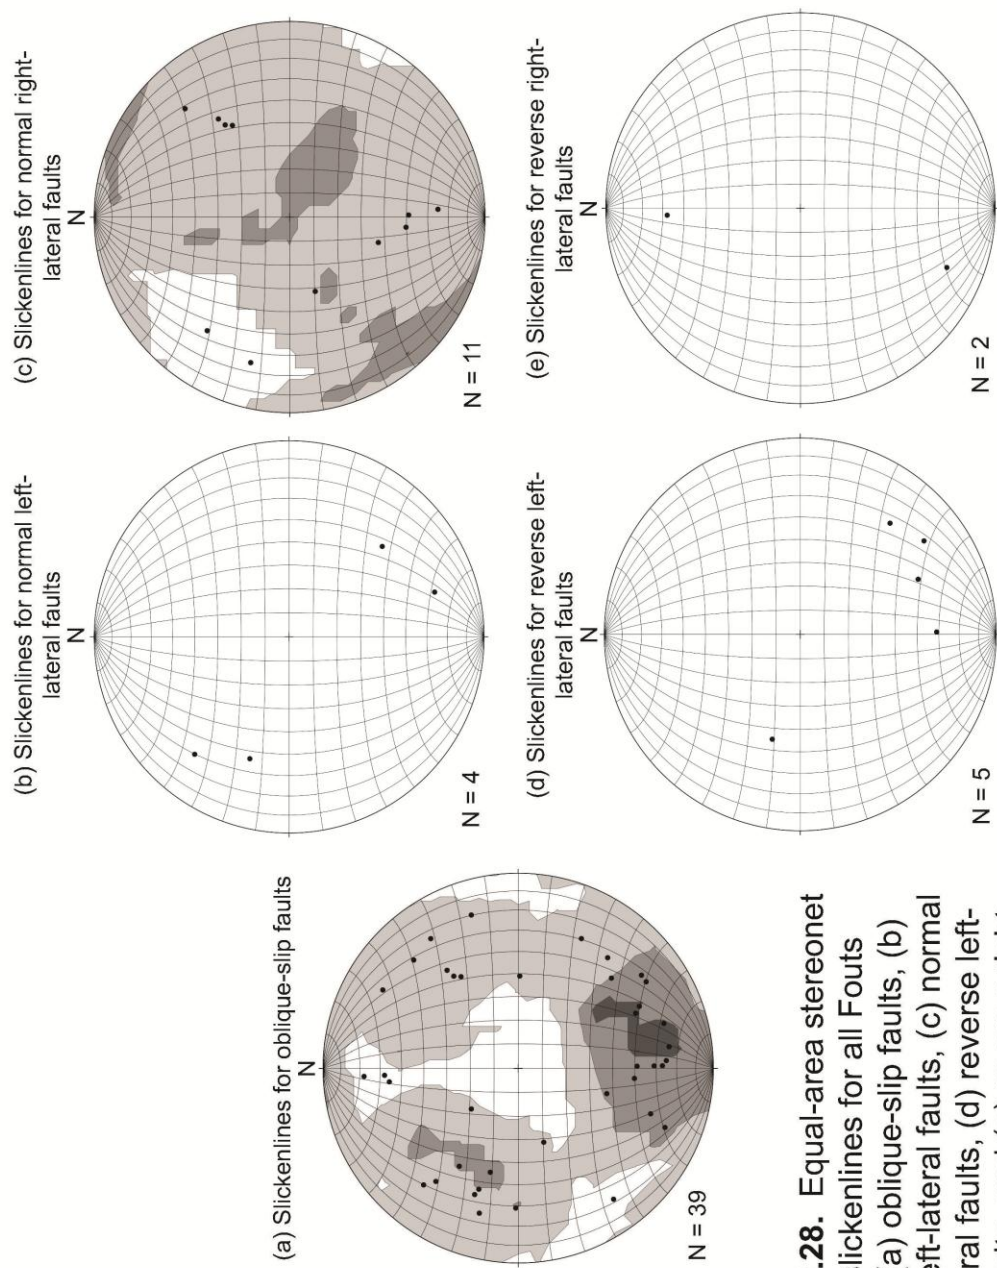 (a) Slickenlines for oblique-slip faults
N
N = 39
(b) Slickenlines for normal left-
lateral faults
N
N = 4
(c) Slickenlines for normal right-
lateral faults
N
N = 11
(d) Slickenlines for reverse left-
lateral faults
N
N = 5
(e) Slickenlines for reverse right-
lateral faults
N
N = 2
.28. Equal-area stereonet
lickenlines for all Fouts
a) oblique-slip faults, (b)
eft-lateral faults, (c) normal
ral faults, (d) reverse left-